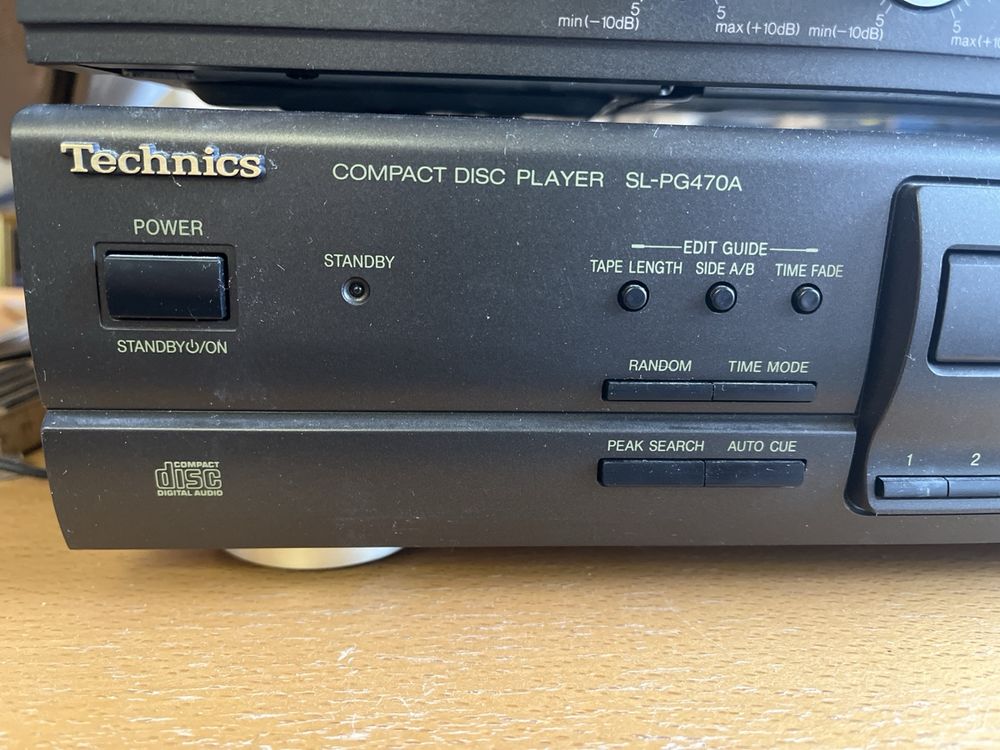 5 5 5 5
min(−10dB) max(+10dB) min(−10dB) max(+10
Technics
COMPACT DISC PLAYER SL-PG470A
POWER
STANDBY⏻/ON
STANDBY
EDIT GUIDE
TAPE LENGTH SIDE A/B TIME FADE
RANDOM TIME MODE
PEAK SEARCH AUTO CUE
1 2
COMPACT
disc
DIGITAL AUDIO